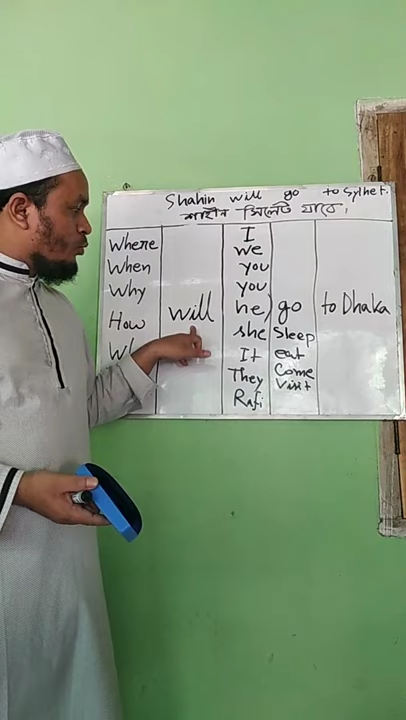 Shahin will go to Sylhet.
শাহীন সিলেট যাবে।
Where
When
Why
How
will
I
we
you
you
he,
she
It
They
Rafi
go
Sleep
eat
Come
Visit
to Dhaka